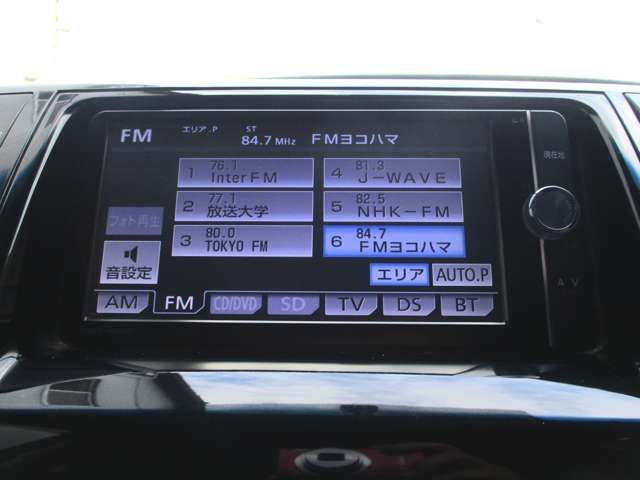 FM エリア.P ST 84.7 MHz FMヨコハマ
1 76.1 InterFM
4 81.3 J-WAVE
2 77.1 放送大学
5 82.5 NHK-FM
3 80.0 TOKYO FM
6 84.7 FMヨコハマ
フォト再生
音設定
エリア AUTO.P
AM FM CD/DVD SD TV DS BT
現在地
A/V